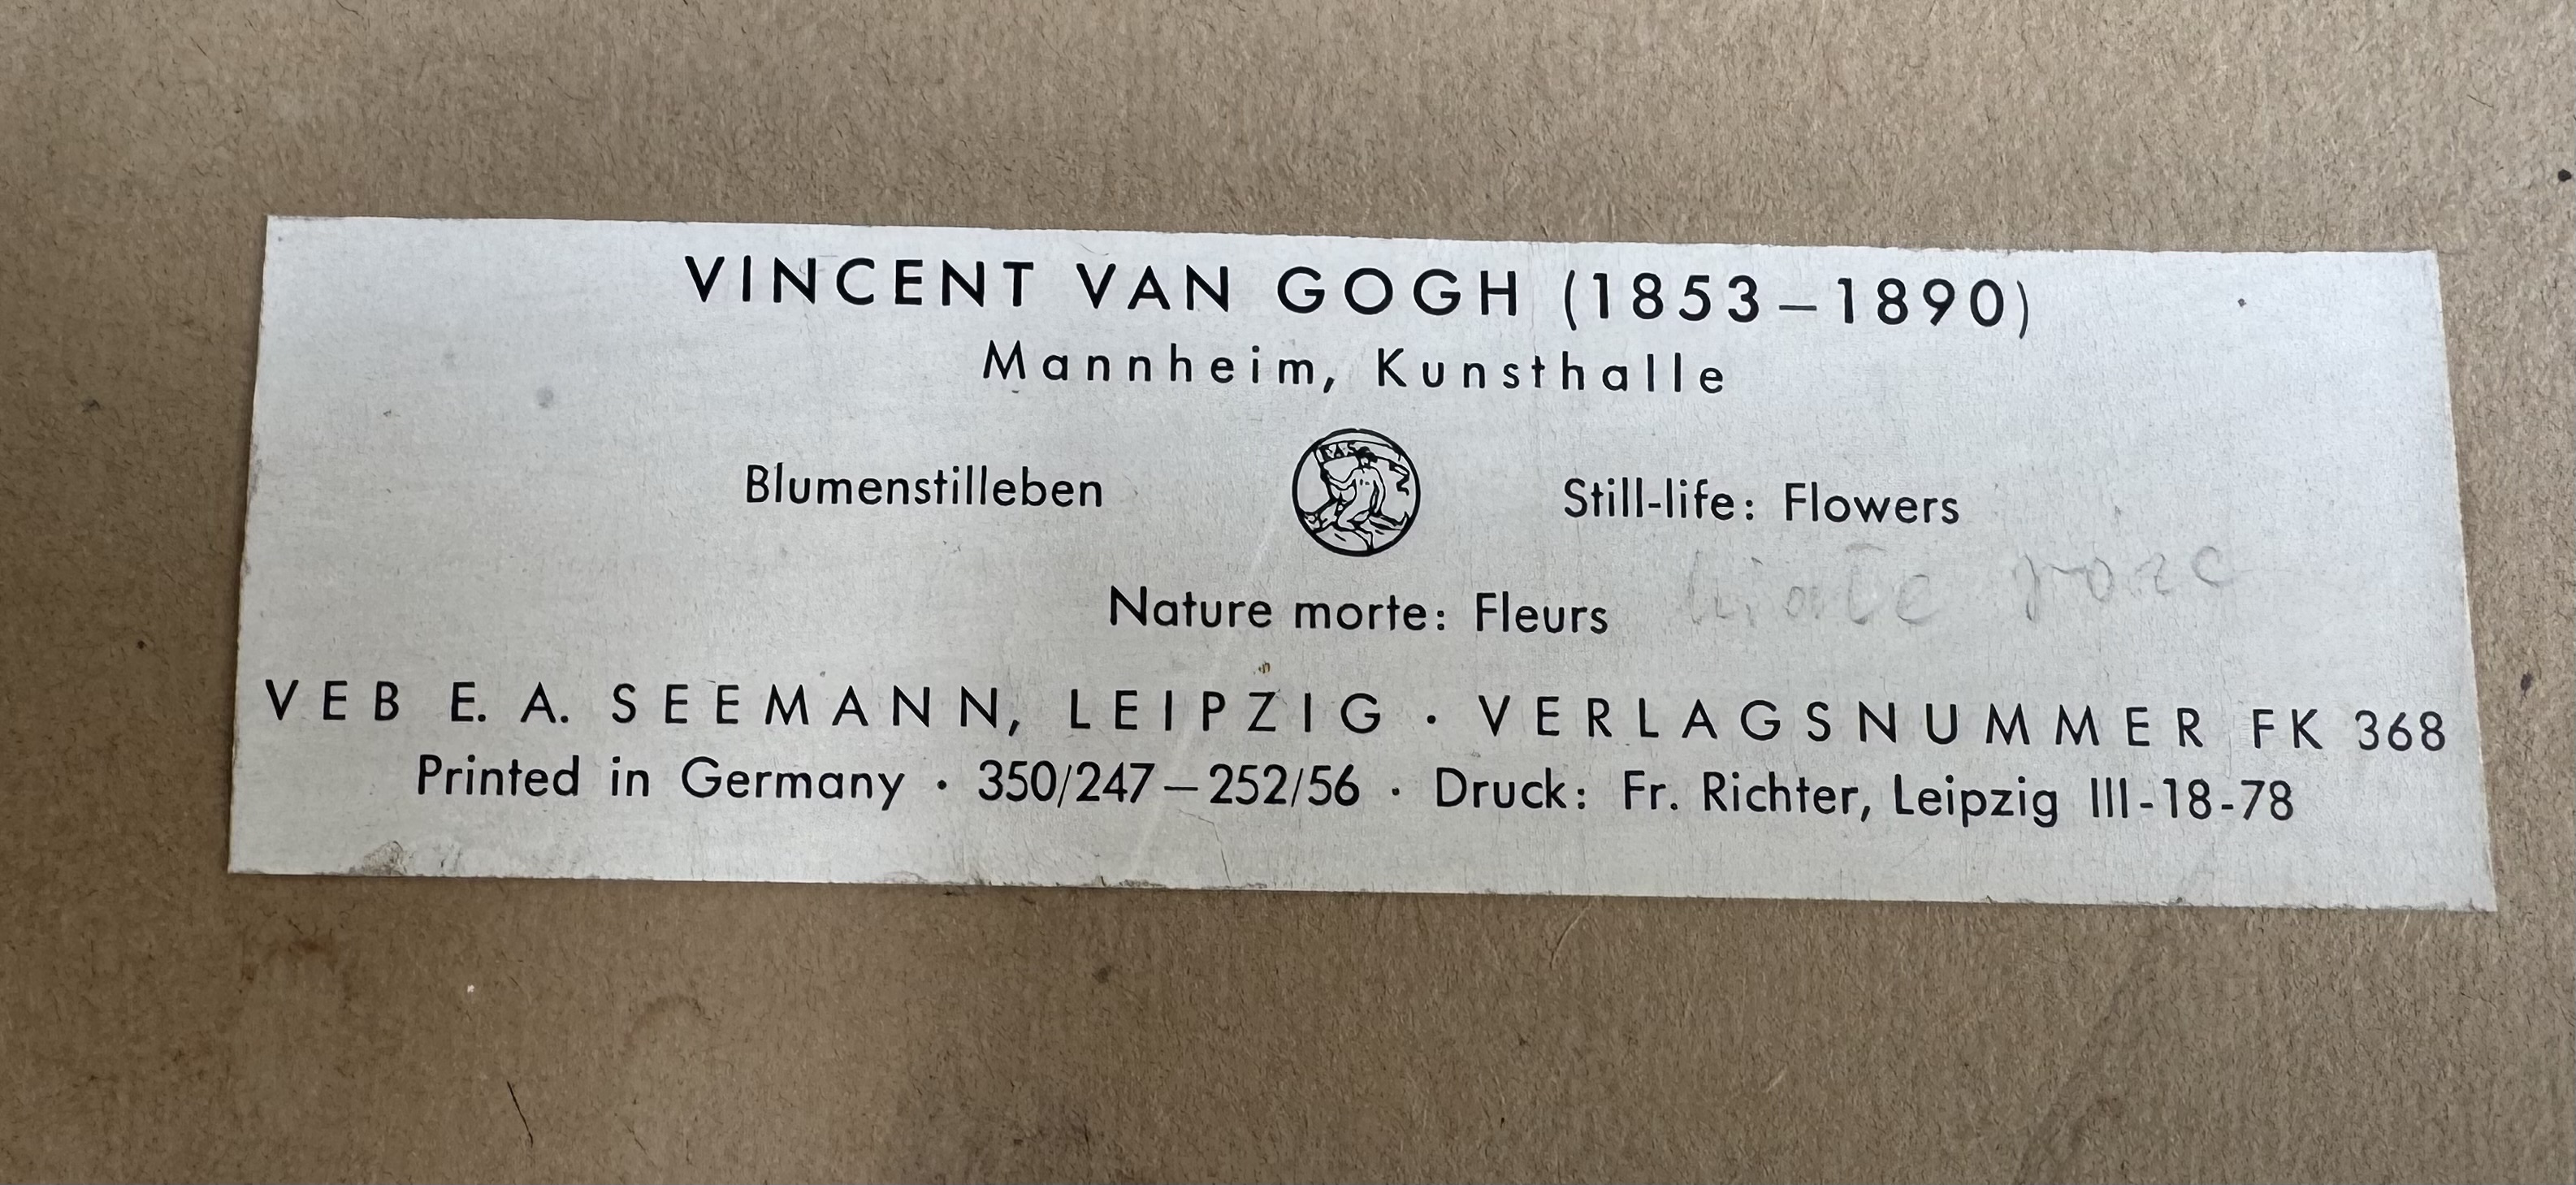 VINCENT VAN GOGH (1853–1890)
Mannheim, Kunsthalle
EAS
Blumenstilleben
Still-life: Flowers
Nature morte: Fleurs
VEB E. A. SEEMANN, LEIPZIG · VERLAGSNUMMER FK 368
Printed in Germany · 350/247–252/56 · Druck: Fr. Richter, Leipzig III-18-78